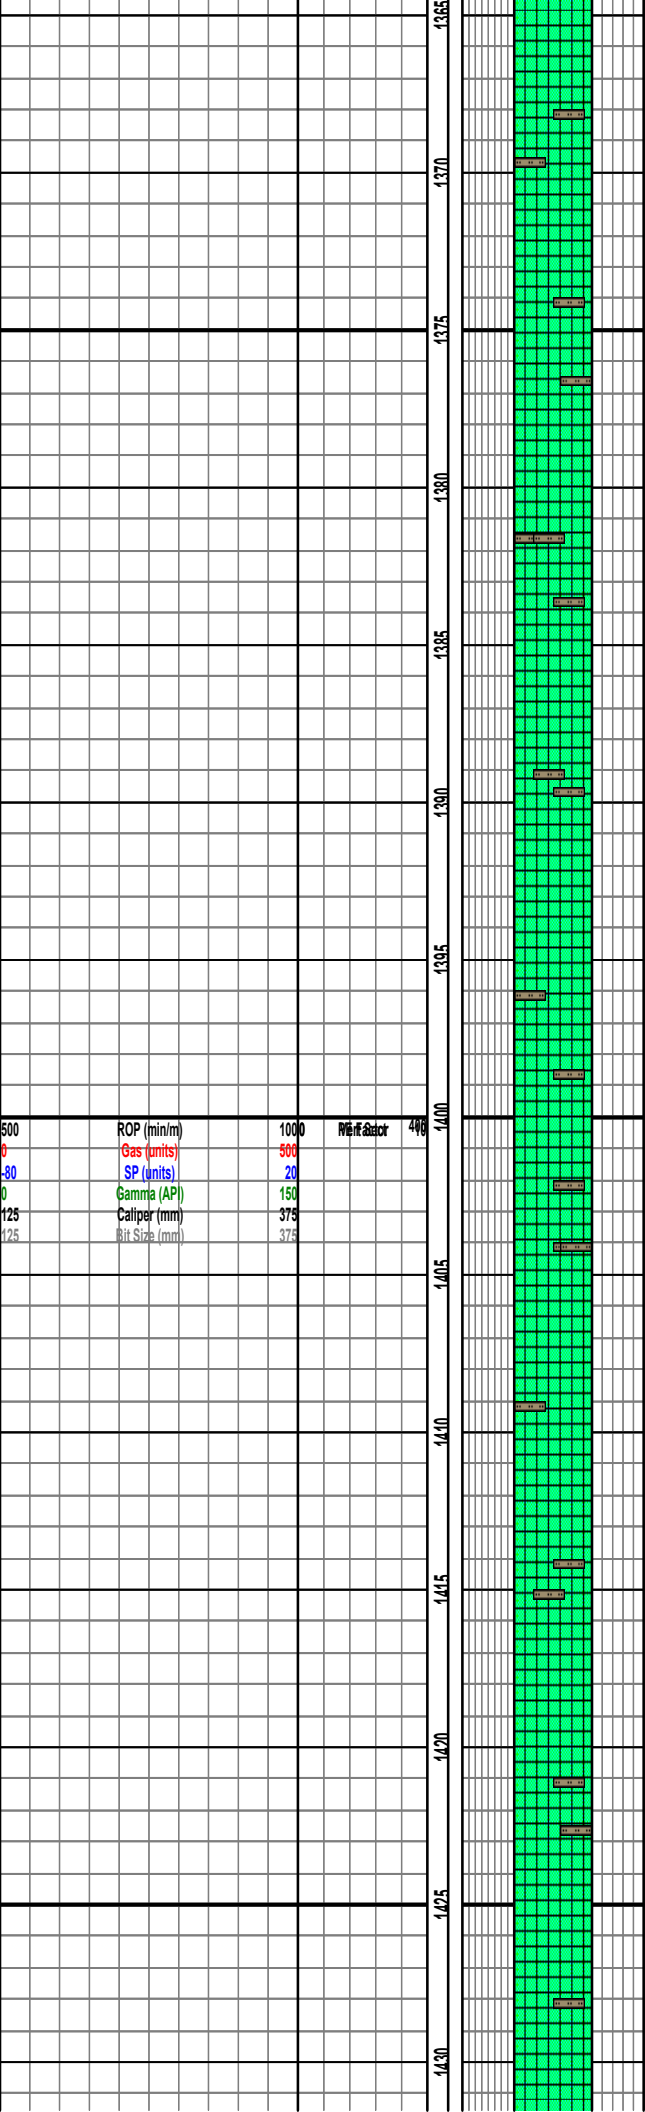 1365
1370
1375
1380
1385
1390
1395
1400
500 ROP (min/m) 1000
0 Gas (units) 500
-80 SP (units) 20
0 Gamma (API) 150
125 Caliper (mm) 375
125 Bit Size (mm) 375
1405
1410
1415
1420
1425
1430